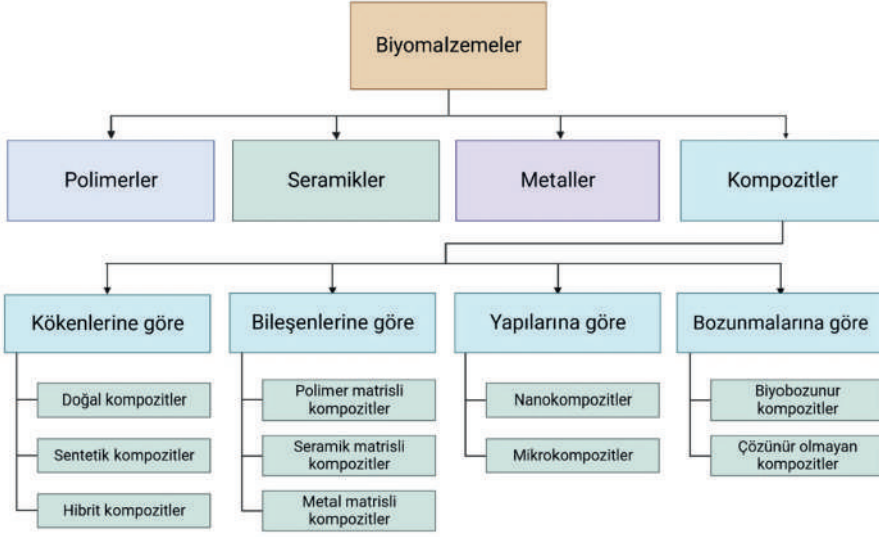 Biyomalzemeler
Polimerler
Seramikler
Metaller
Kompozitler
Kökenlerine göre
Bileşenlerine göre
Yapılarına göre
Bozunmalarına göre
Doğal kompozitler
Sentetik kompozitler
Hibrit kompozitler
Polimer matrisli
kompozitler
Seramik matrisli
kompozitler
Metal matrisli
kompozitler
Nanokompozitler
Mikrokompozitler
Biyobozunur
kompozitler
Çözünür olmayan
kompozitler